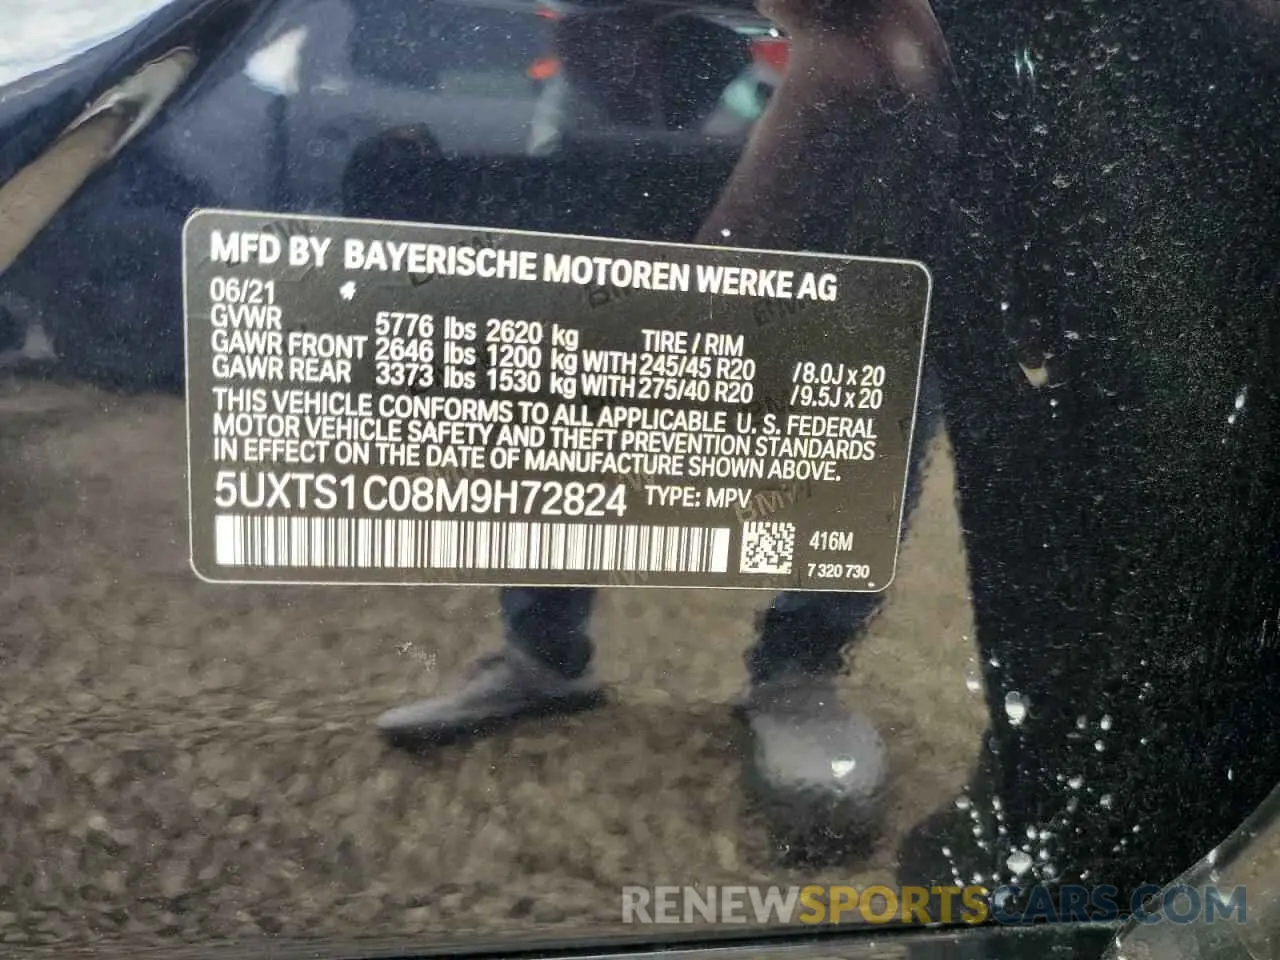 MFD BY BAYERISCHE MOTOREN WERKE AG
06/21
GVWR 5776 lbs 2620 kg TIRE / RIM
GAWR FRONT 2646 lbs 1200 kg WITH 245/45 R20 /8.0J x 20
GAWR REAR 3373 lbs 1530 kg WITH 275/40 R20 /9.5J x 20
THIS VEHICLE CONFORMS TO ALL APPLICABLE U. S. FEDERAL
MOTOR VEHICLE SAFETY AND THEFT PREVENTION STANDARDS
IN EFFECT ON THE DATE OF MANUFACTURE SHOWN ABOVE.
5UXTS1C08M9H72824 TYPE: MPV
416M
7 320 730
RENEWSPORTSCARS.COM